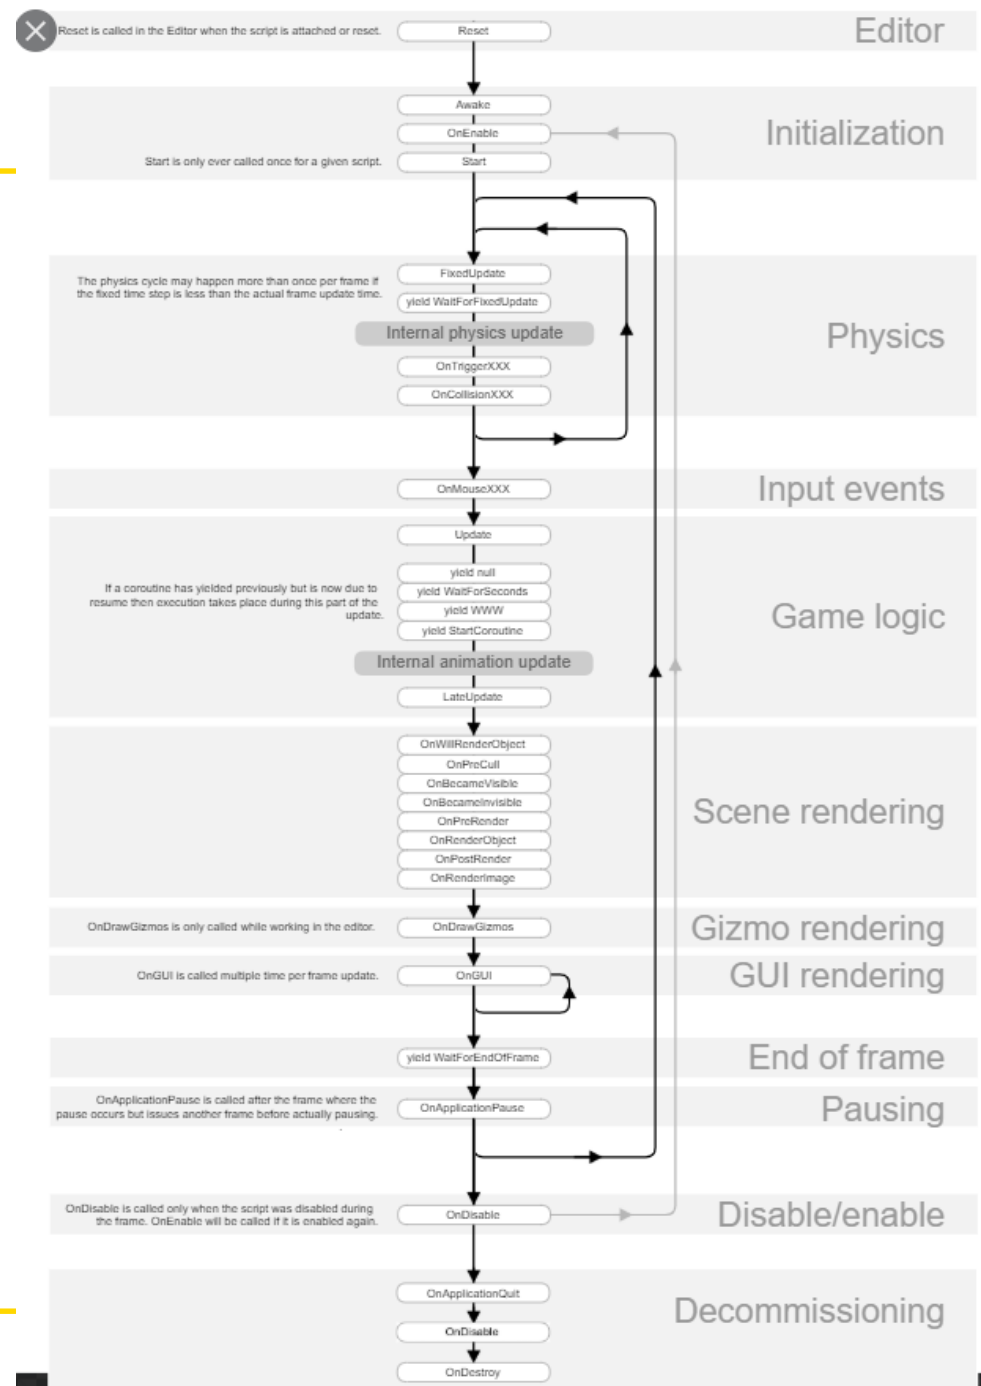 Reset is called in the Editor when the script is attached or reset.
Reset
Editor
Awake
OnEnable
Initialization
Start is only ever called once for a given script.
Start
The physics cycle may happen more than once per frame if
the fixed time step is less than the actual frame update time.
FixedUpdate
yield WaitForFixedUpdate
Internal physics update
Physics
OnTriggerXXX
OnCollisionXXX
OnMouseXXX
Input events
Update
If a coroutine has yielded previously but is now due to
resume then execution takes place during this part of the
update.
yield null
yield WaitForSeconds
yield WWW
yield StartCoroutine
Game logic
Internal animation update
LateUpdate
OnWillRenderObject
OnPreCull
OnBecameVisible
OnBecameInvisible
OnPreRender
OnRenderObject
OnPostRender
OnRenderImage
Scene rendering
OnDrawGizmos is only called while working in the editor.
OnDrawGizmos
Gizmo rendering
OnGUI is called multiple time per frame update.
OnGUI
GUI rendering
yield WaitForEndOfFrame
End of frame
OnApplicationPause is called after the frame where the
pause occurs but issues another frame before actually pausing.
OnApplicationPause
Pausing
OnDisable is called only when the script was disabled during
the frame. OnEnable will be called if it is enabled again.
OnDisable
Disable/enable
OnApplicationQuit
Decommissioning
OnDisable
OnDestroy